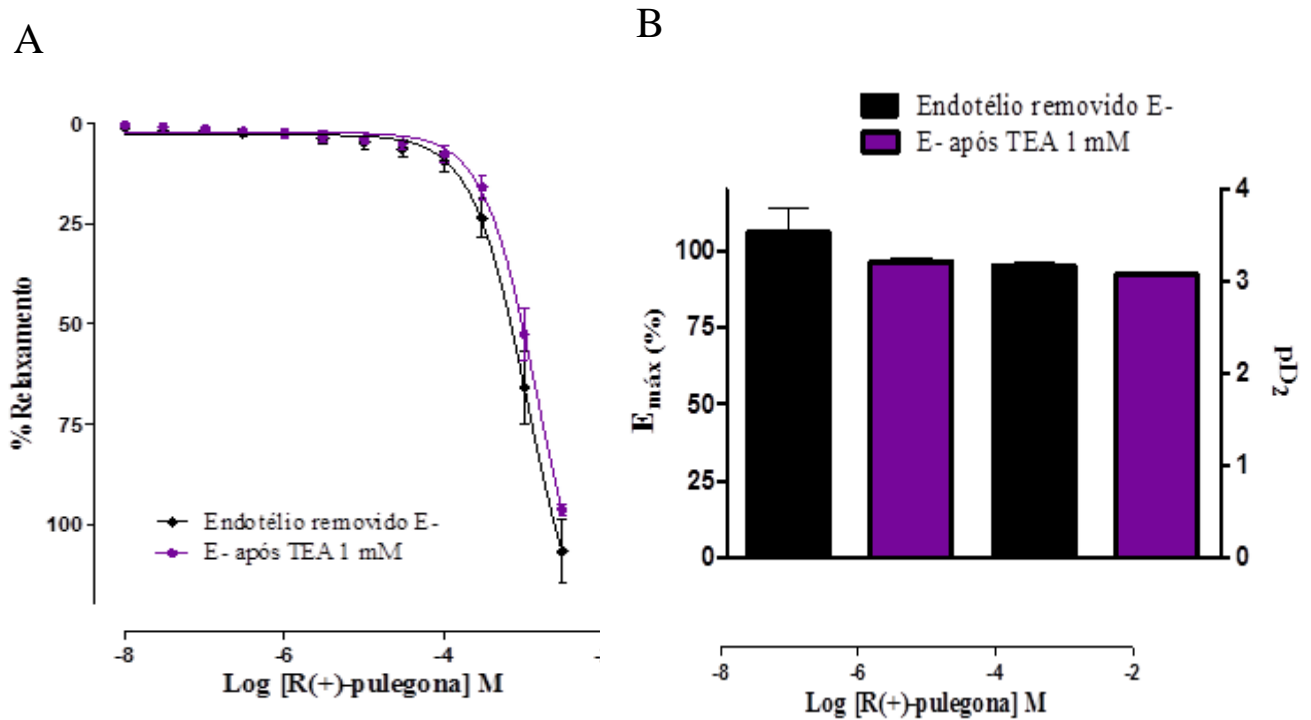 A
0
25
50
75
100
% Relaxamento
Endotélio removido E-
E- após TEA 1 mM
-8
-6
-4
-
Log [R(+)-pulegona] M
B
Endotélio removido E-
E- após TEA 1 mM
100
75
50
25
0
Emáx (%)
4
3
2
1
0
pD2
-8
-6
-4
-2
Log [R(+)-pulegona] M